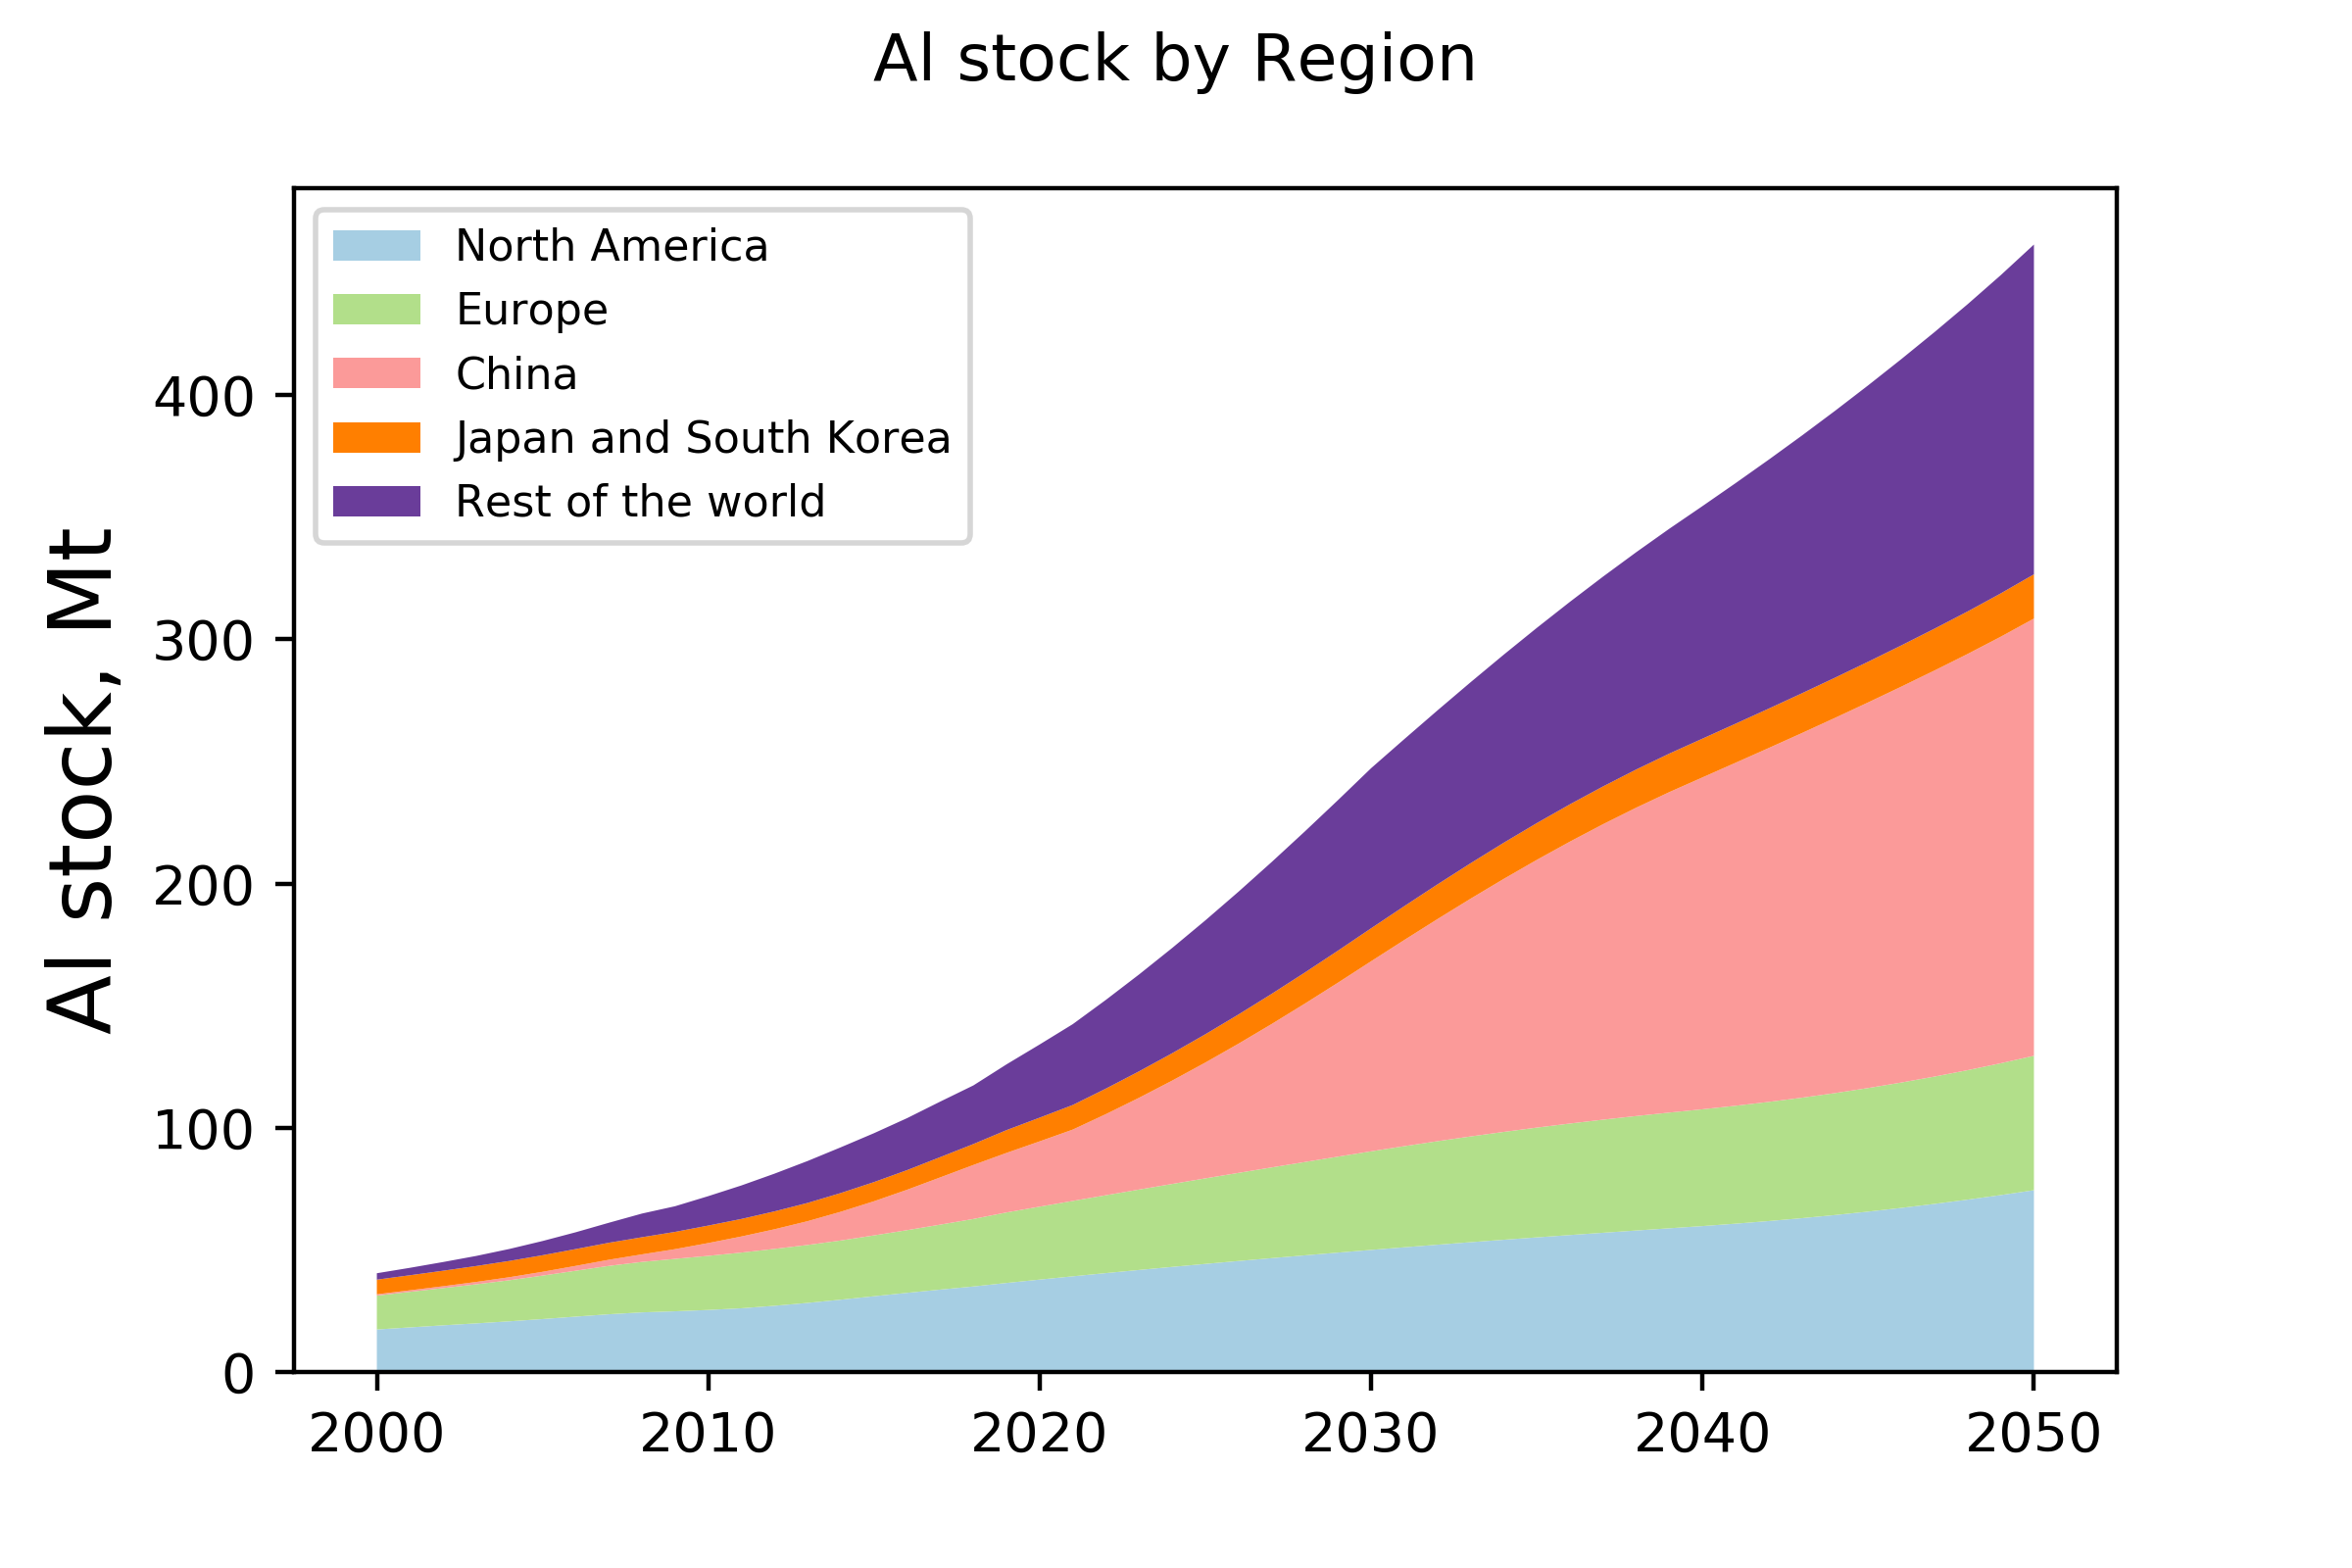 Al stock by Region
North America
Europe
China
Japan and South Korea
Rest of the world
Al stock, Mt
400
300
200
100
0
2000 2010 2020 2030 2040 2050